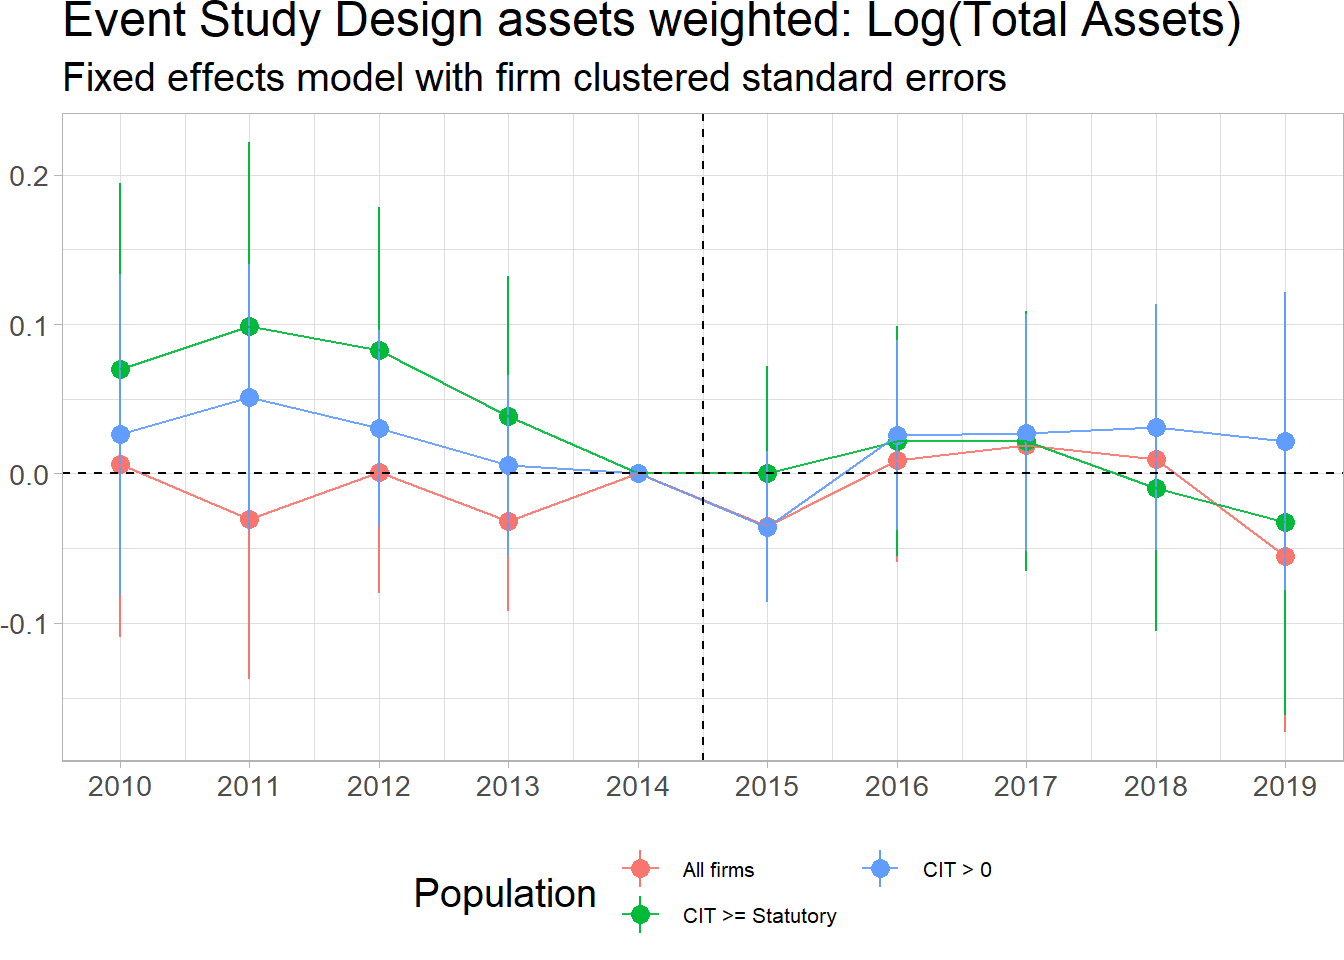 Event Study Design assets weighted: Log(Total Assets)
Fixed effects model with firm clustered standard errors
0.2
0.1
0.0
-0.1
2010 2011 2012 2013 2014 2015 2016 2017 2018 2019
Population
All firms
CIT >= Statutory
CIT > 0